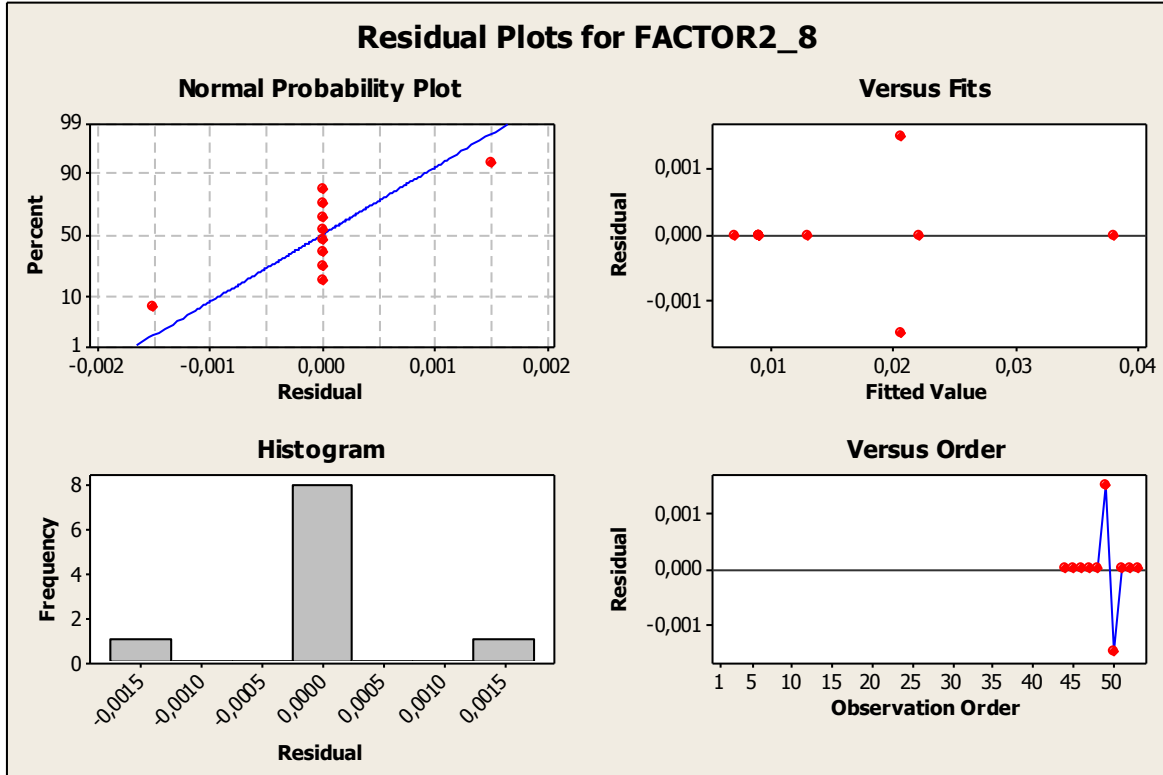 Residual Plots for FACTOR2_8
Normal Probability Plot
99
90
50
10
1
Percent
-0,002 -0,001 0,000 0,001 0,002
Residual
Versus Fits
0,001
0,000
-0,001
Residual
0,01 0,02 0,03 0,04
Fitted Value
Histogram
8
6
4
2
0
Frequency
-0,0015 -0,0010 -0,0005 0,0000 0,0005 0,0010 0,0015
Residual
Versus Order
0,001
0,000
-0,001
Residual
1 5 10 15 20 25 30 35 40 45 50
Observation Order